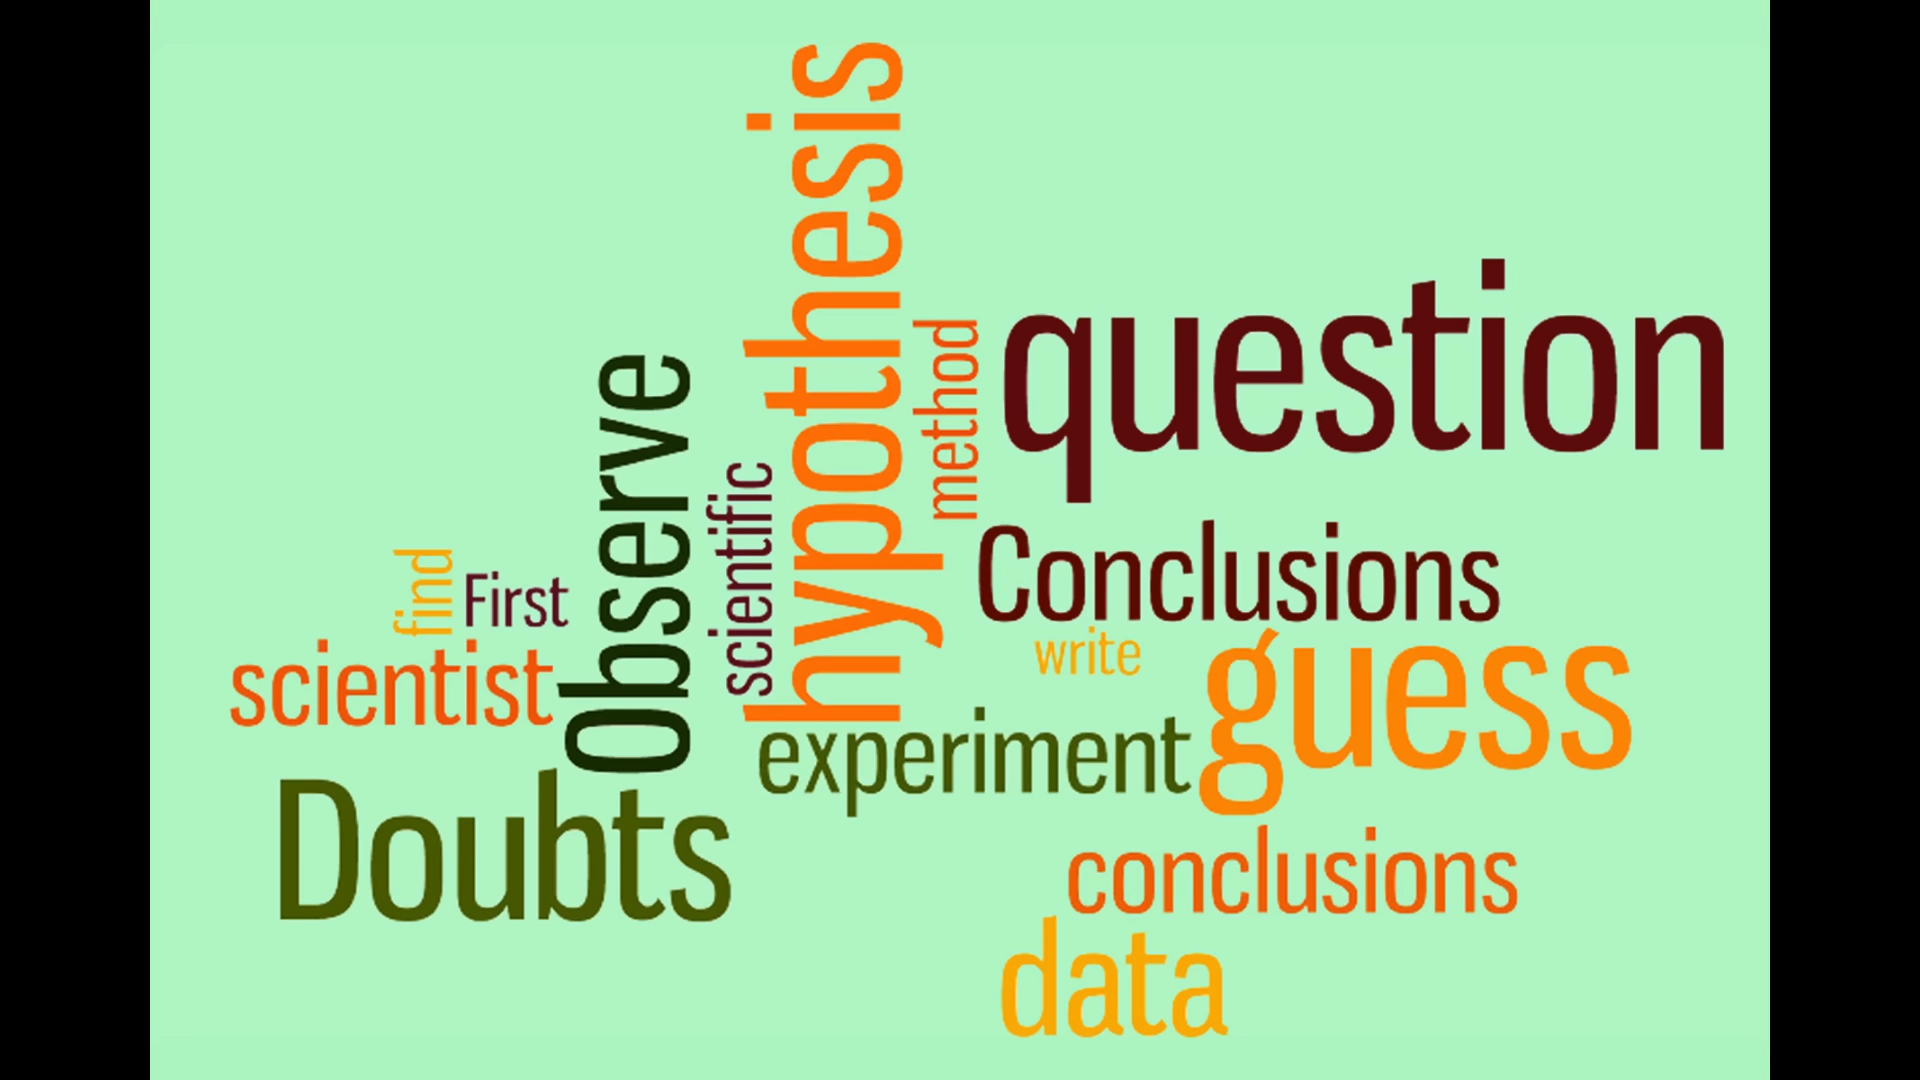 hypothesis
question
method
Observe
scientific
Conclusions
find
First
write
scientist
guess
experiment
Doubts
conclusions
data